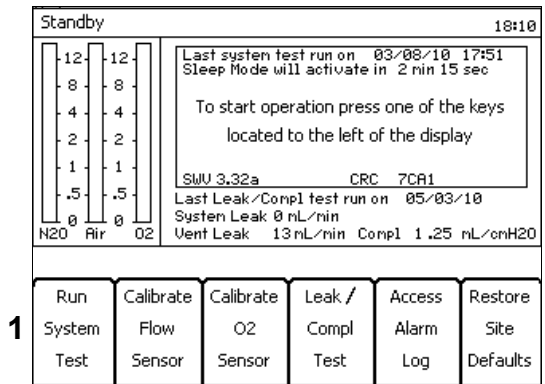 Standby 18:10
12 12
8 8
4 4
2 2
1 1
.5 .5
0 0
N2O Air O2
Last system test run on 03/08/10 17:51
Sleep Mode will activate in 2 min 15 sec
To start operation press one of the keys
located to the left of the display
SWV 3.32a CRC 7CA1
Last Leak/Compl test run on 05/03/10
System Leak 0 mL/min
Vent Leak 13 mL/min Compl 1.25 mL/cmH2O
1
Run
System
Test
Calibrate
Flow
Sensor
Calibrate
O2
Sensor
Leak /
Compl
Test
Access
Alarm
Log
Restore
Site
Defaults